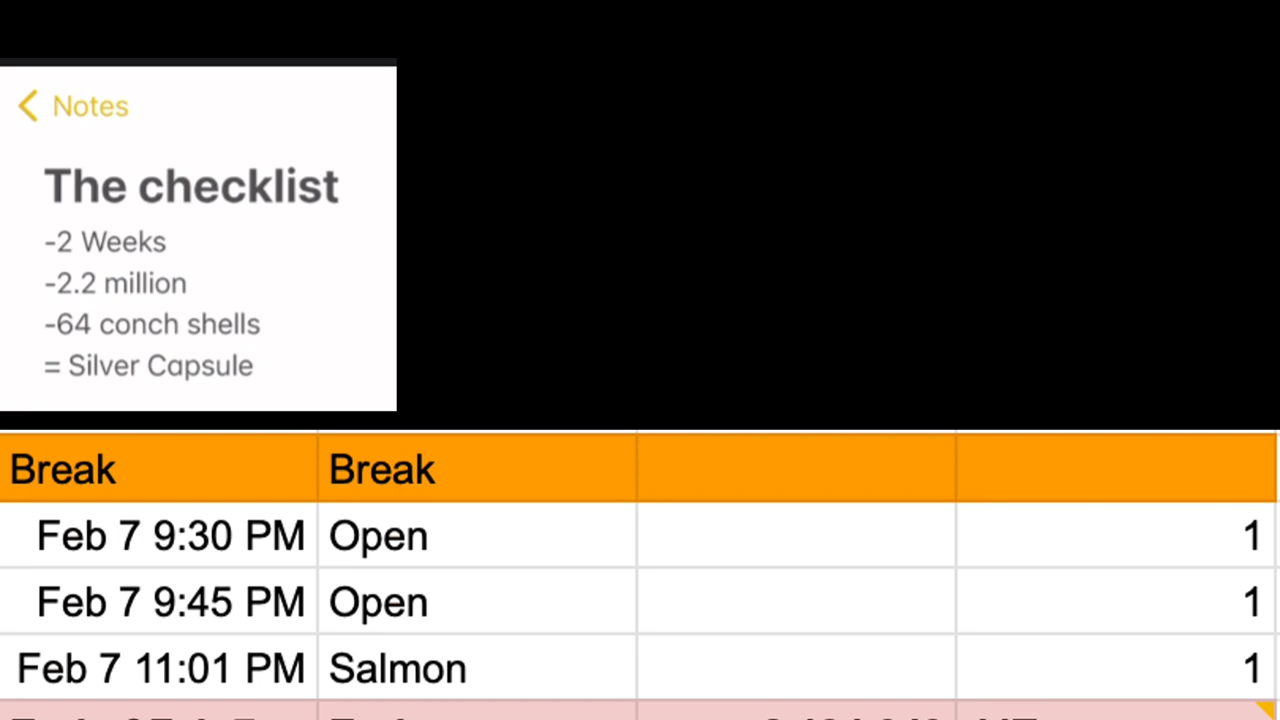 Notes
The checklist
-2 Weeks
-2.2 million
-64 conch shells
= Silver Capsule
Break Break
Feb 7 9:30 PM Open 1
Feb 7 9:45 PM Open 1
Feb 7 11:01 PM Salmon 1